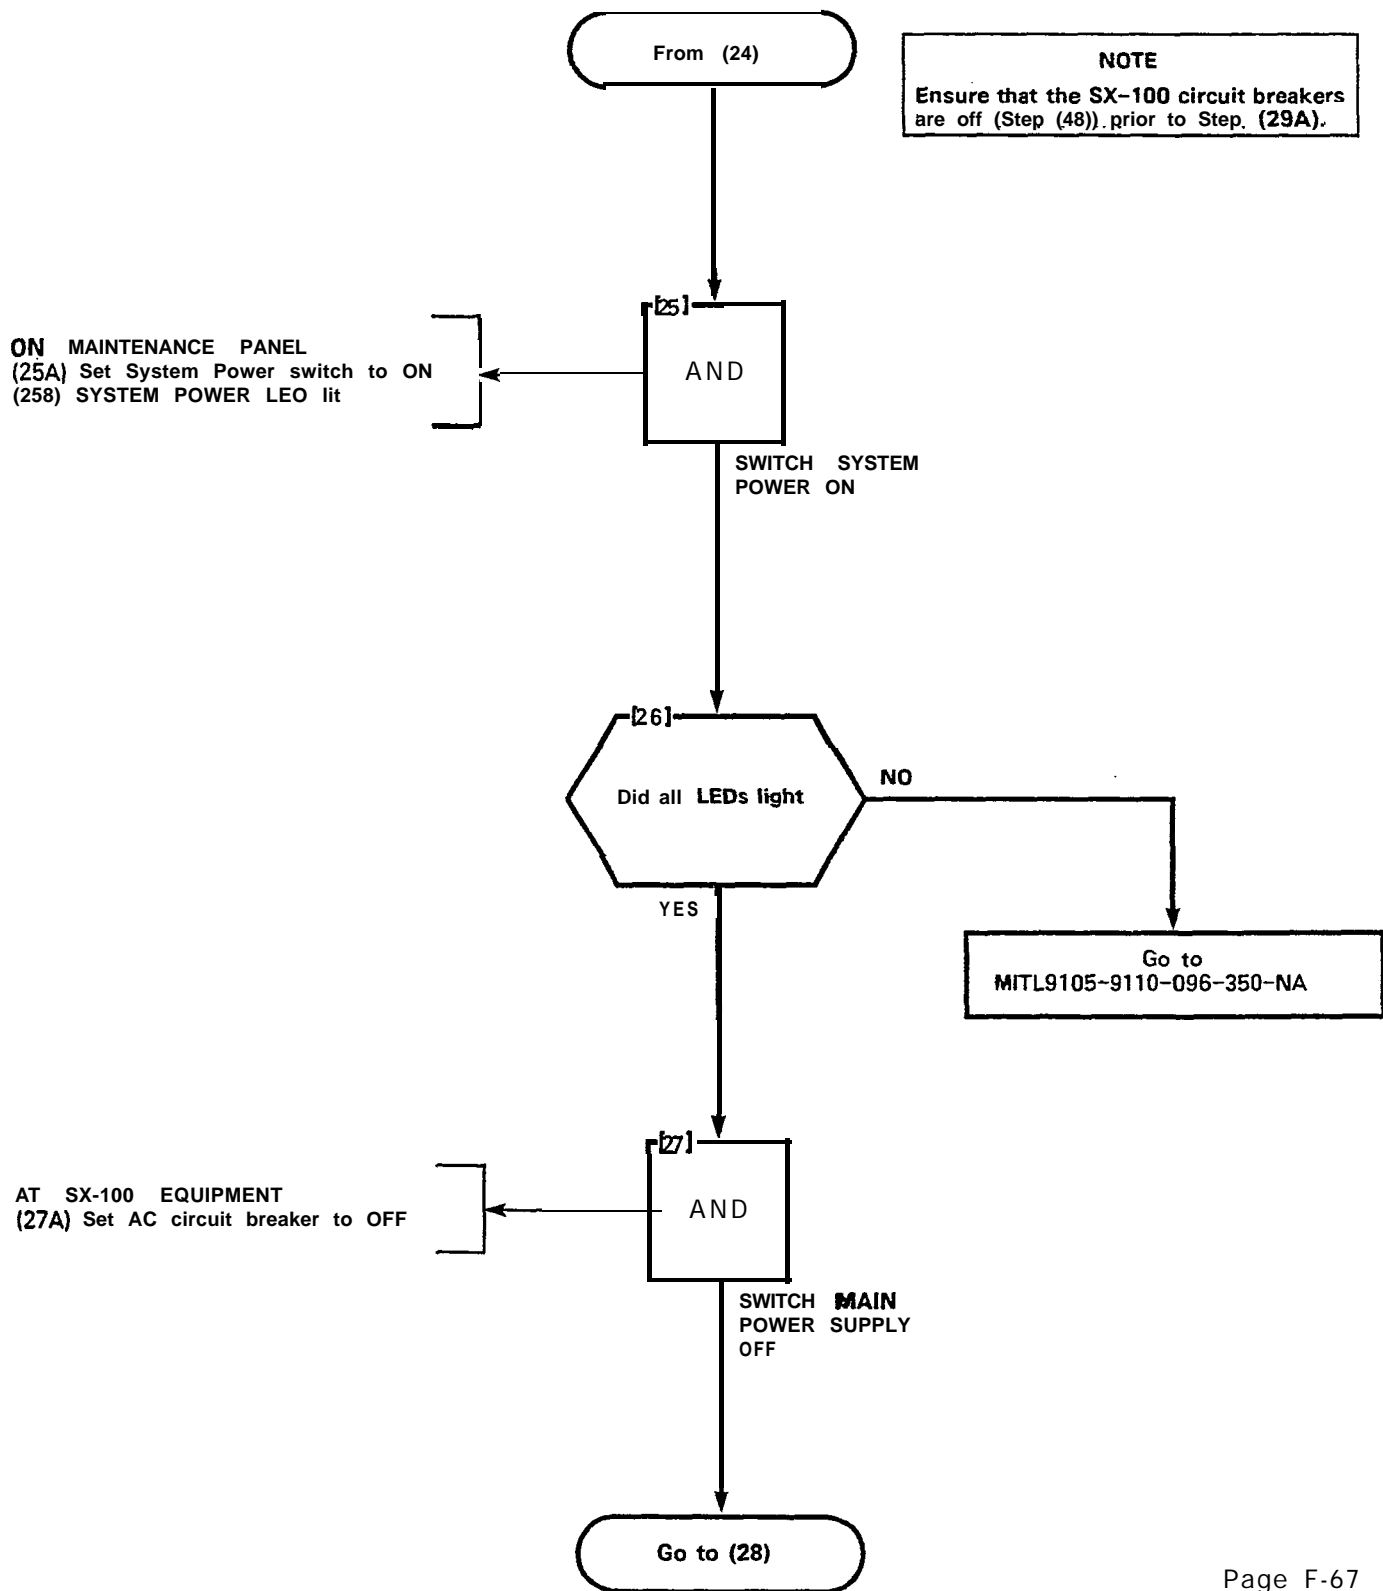 From (24)
NOTE
Ensure that the SX-100 circuit breakers
are off (Step (48)) prior to Step. (29A).
[25]
AND
ON MAINTENANCE PANEL
(25A) Set System Power switch to ON
(258) SYSTEM POWER LEO lit
SWITCH SYSTEM
POWER ON
[26]
Did all LEDs light
NO
YES
Go to
MITL9105-9110-096-350-NA
[27]
AND
AT SX-100 EQUIPMENT
(27A) Set AC circuit breaker to OFF
SWITCH MAIN
POWER SUPPLY
OFF
Go to (28)
Page F-67